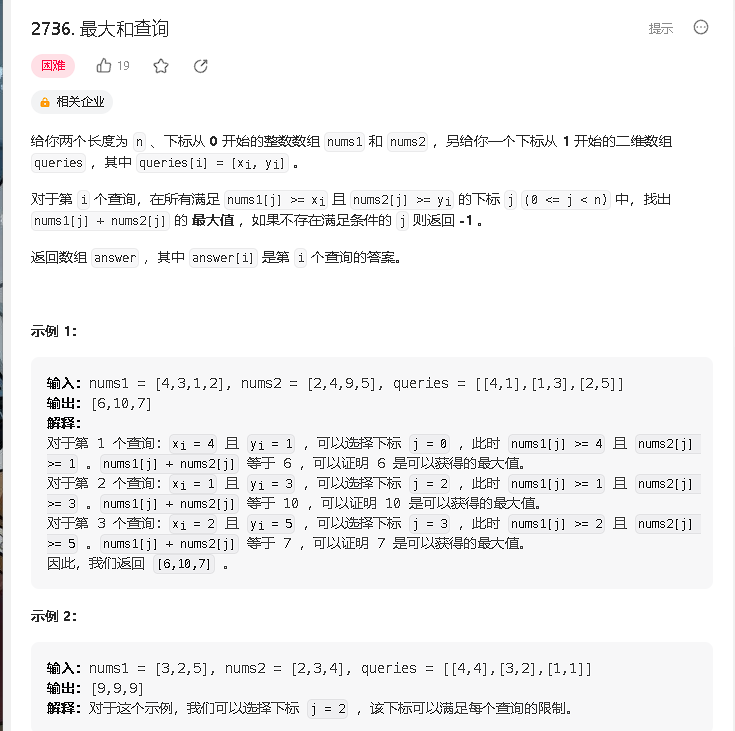 2736. 最大和查询
提示
困难 19
相关企业
给你两个长度为 n 、下标从 0 开始的整数数组 nums1 和 nums2 ，另给你一个下标从 1 开始的二维数组
queries ，其中 queries[i] = [xi, yi] 。
对于第 i 个查询，在所有满足 nums1[j] >= xi 且 nums2[j] >= yi 的下标 j (0 <= j < n) 中，找出
nums1[j] + nums2[j] 的 最大值 ，如果不存在满足条件的 j 则返回 -1 。
返回数组 answer ，其中 answer[i] 是第 i 个查询的答案。
示例 1：
输入：nums1 = [4,3,1,2], nums2 = [2,4,9,5], queries = [[4,1],[1,3],[2,5]]
输出：[6,10,7]
解释：
对于第 1 个查询：xi = 4 且 yi = 1 ，可以选择下标 j = 0 ，此时 nums1[j] >= 4 且 nums2[j]
>= 1 。nums1[j] + nums2[j] 等于 6 ，可以证明 6 是可以获得的最大值。
对于第 2 个查询：xi = 1 且 yi = 3 ，可以选择下标 j = 2 ，此时 nums1[j] >= 1 且 nums2[j]
>= 3 。nums1[j] + nums2[j] 等于 10 ，可以证明 10 是可以获得的最大值。
对于第 3 个查询：xi = 2 且 yi = 5 ，可以选择下标 j = 3 ，此时 nums1[j] >= 2 且 nums2[j]
>= 5 。nums1[j] + nums2[j] 等于 7 ，可以证明 7 是可以获得的最大值。
因此，我们返回 [6,10,7] 。
示例 2：
输入：nums1 = [3,2,5], nums2 = [2,3,4], queries = [[4,4],[3,2],[1,1]]
输出：[9,9,9]
解释：对于这个示例，我们可以选择下标 j = 2 ，该下标可以满足每个查询的限制。